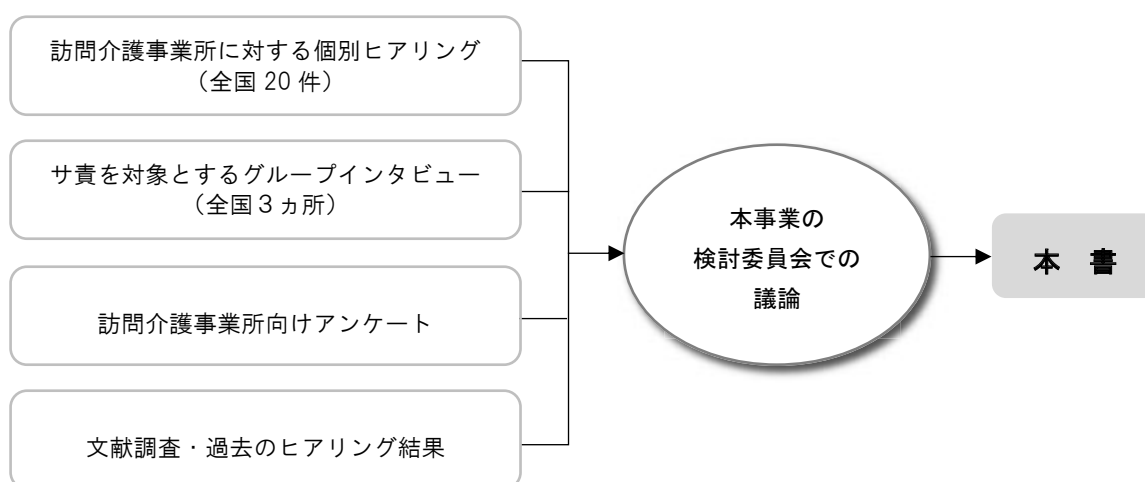 訪問介護事業所に対する個別ヒアリング
（全国 20 件）
サ責を対象とするグループインタビュー
（全国３ヵ所）
訪問介護事業所向けアンケート
文献調査・過去のヒアリング結果
本事業の
検討委員会での
議論
本　書